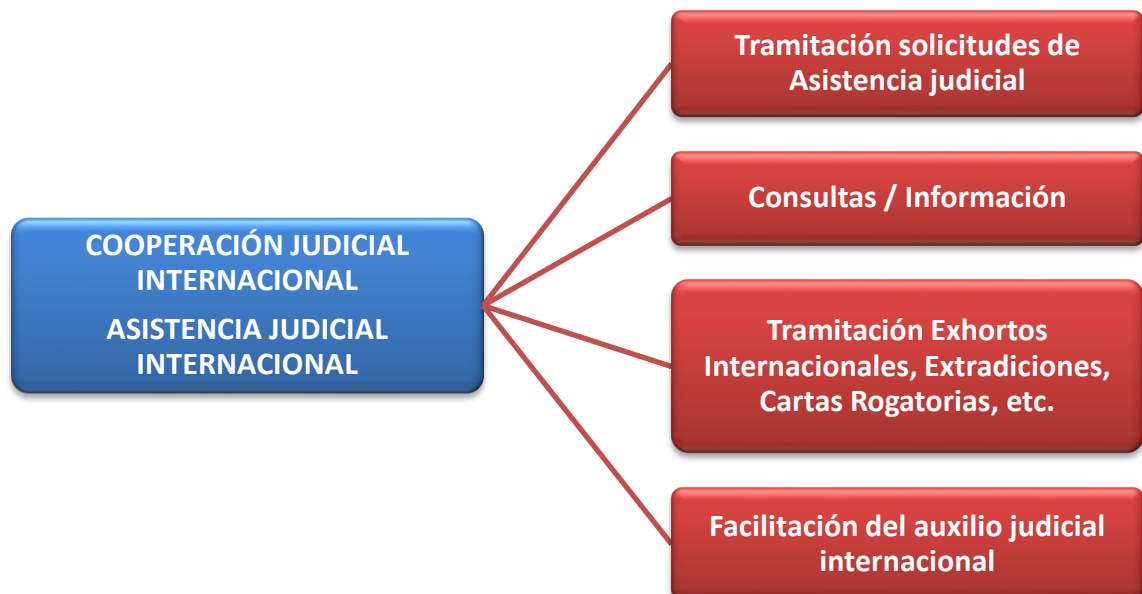 Tramitación solicitudes de
Asistencia judicial
Consultas / Información
COOPERACIÓN JUDICIAL
INTERNACIONAL
ASISTENCIA JUDICIAL
INTERNACIONAL
Tramitación Exhortos
Internacionales, Extradiciones,
Cartas Rogatorias, etc.
Facilitación del auxilio judicial
internacional